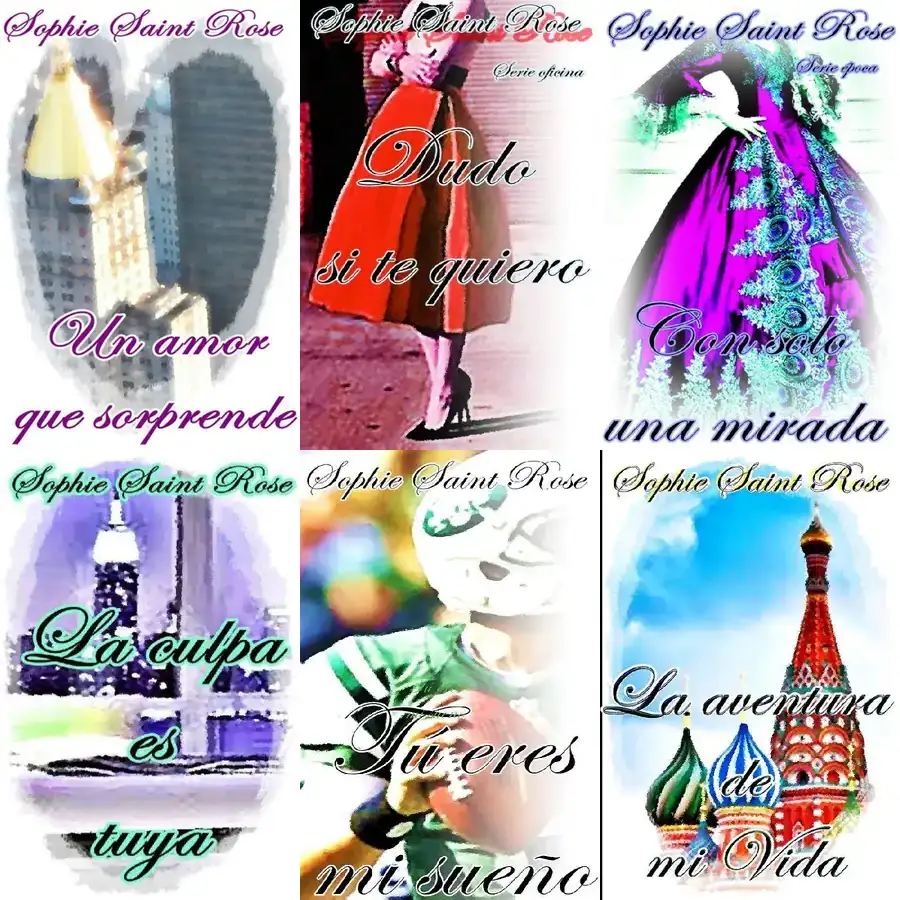 Sophie Saint Rose
Un amor
que sorprende
Sophie Saint Rose
Serie oficina
Dudo
si te quiero
Sophie Saint Rose
Serie época
Con solo
una mirada
Sophie Saint Rose
La culpa
es
tuya
Sophie Saint Rose
Tú eres
mi sueño
Sophie Saint Rose
La aventura
de
mi Vida